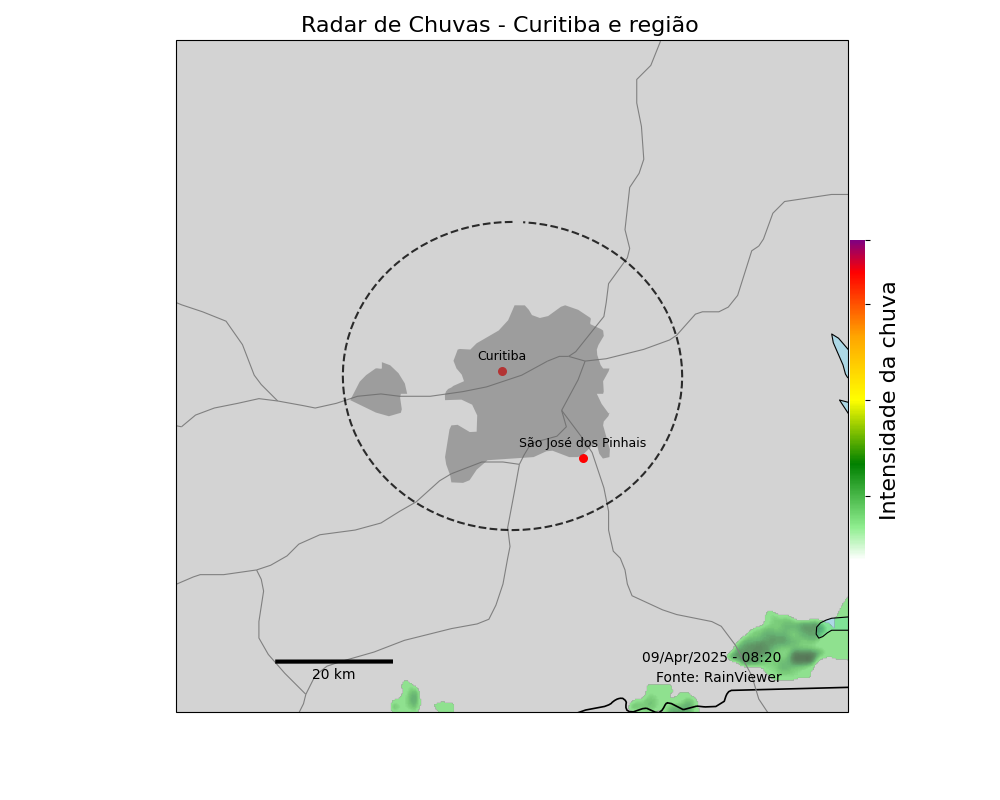 Radar de Chuvas - Curitiba e região
Curitiba
São José dos Pinhais
Intensidade da chuva
09/Apr/2025 - 08:20
20 km
Fonte: RainViewer